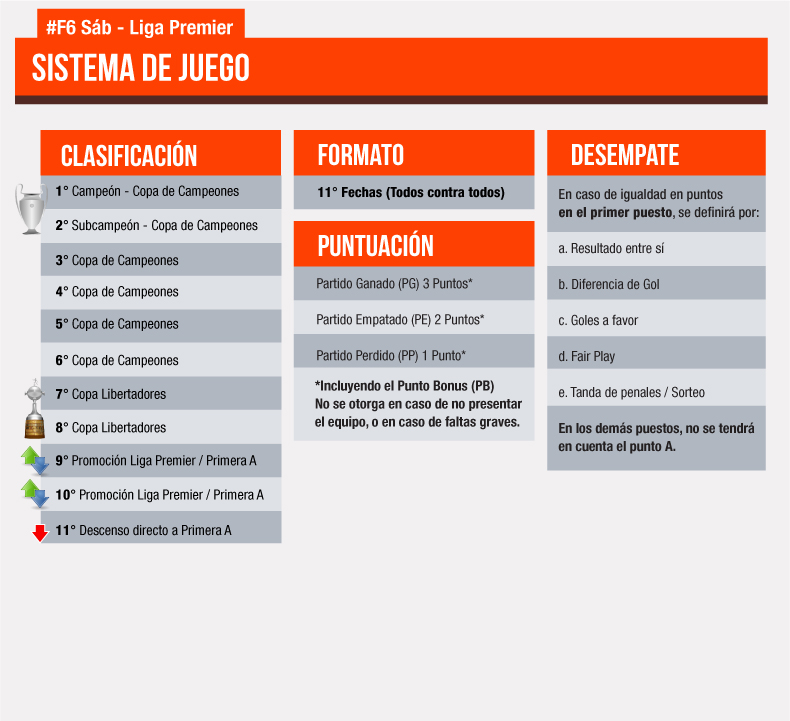 #F6 Sáb - Liga Premier
SISTEMA DE JUEGO
CLASIFICACIÓN
1° Campeón - Copa de Campeones
2° Subcampeón - Copa de Campeones
3° Copa de Campeones
4° Copa de Campeones
5° Copa de Campeones
6° Copa de Campeones
7° Copa Libertadores
8° Copa Libertadores
9° Promoción Liga Premier / Primera A
10° Promoción Liga Premier / Primera A
11° Descenso directo a Primera A
FORMATO
11° Fechas (Todos contra todos)
PUNTUACIÓN
Partido Ganado (PG) 3 Puntos*
Partido Empatado (PE) 2 Puntos*
Partido Perdido (PP) 1 Punto*
*Incluyendo el Punto Bonus (PB)
No se otorga en caso de no presentar
el equipo, o en caso de faltas graves.
DESEMPATE
En caso de igualdad en puntos
en el primer puesto, se definirá por:
a. Resultado entre sí
b. Diferencia de Gol
c. Goles a favor
d. Fair Play
e. Tanda de penales / Sorteo
En los demás puestos, no se tendrá
en cuenta el punto A.